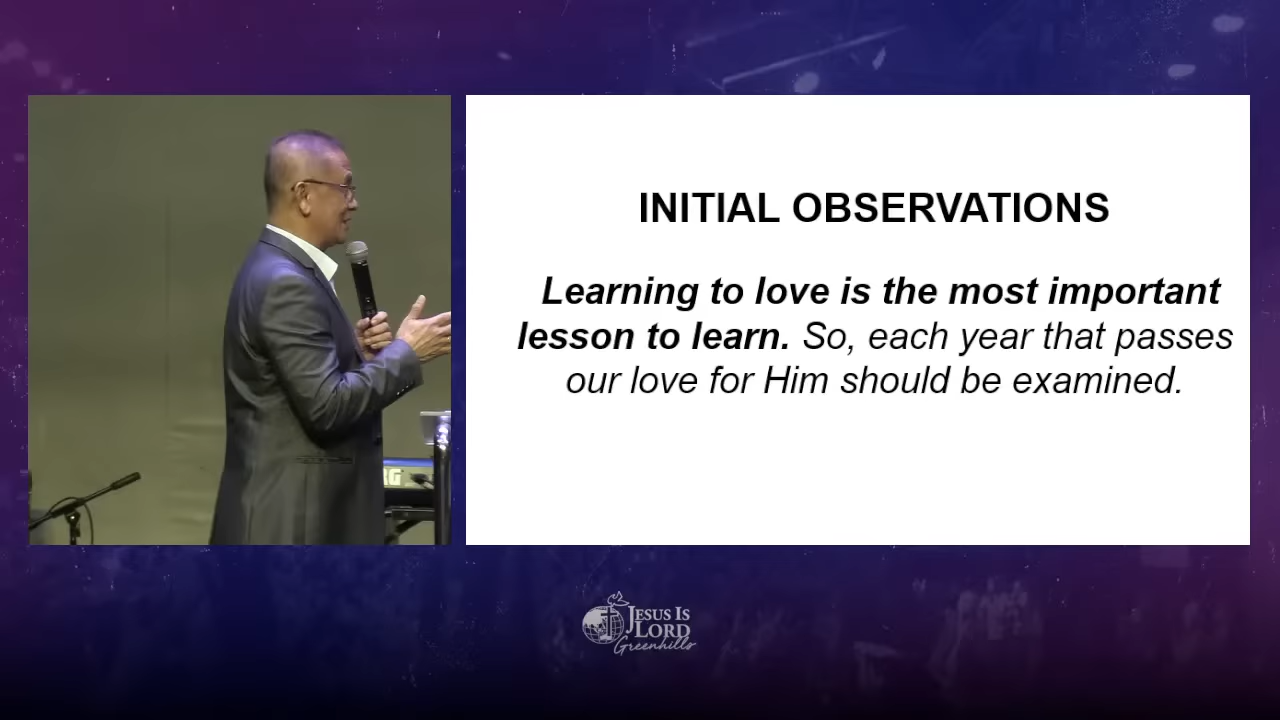 INITIAL OBSERVATIONS
Learning to love is the most important
lesson to learn. So, each year that passes
our love for Him should be examined.
RG
JESUS IS
LORD
Greenhills